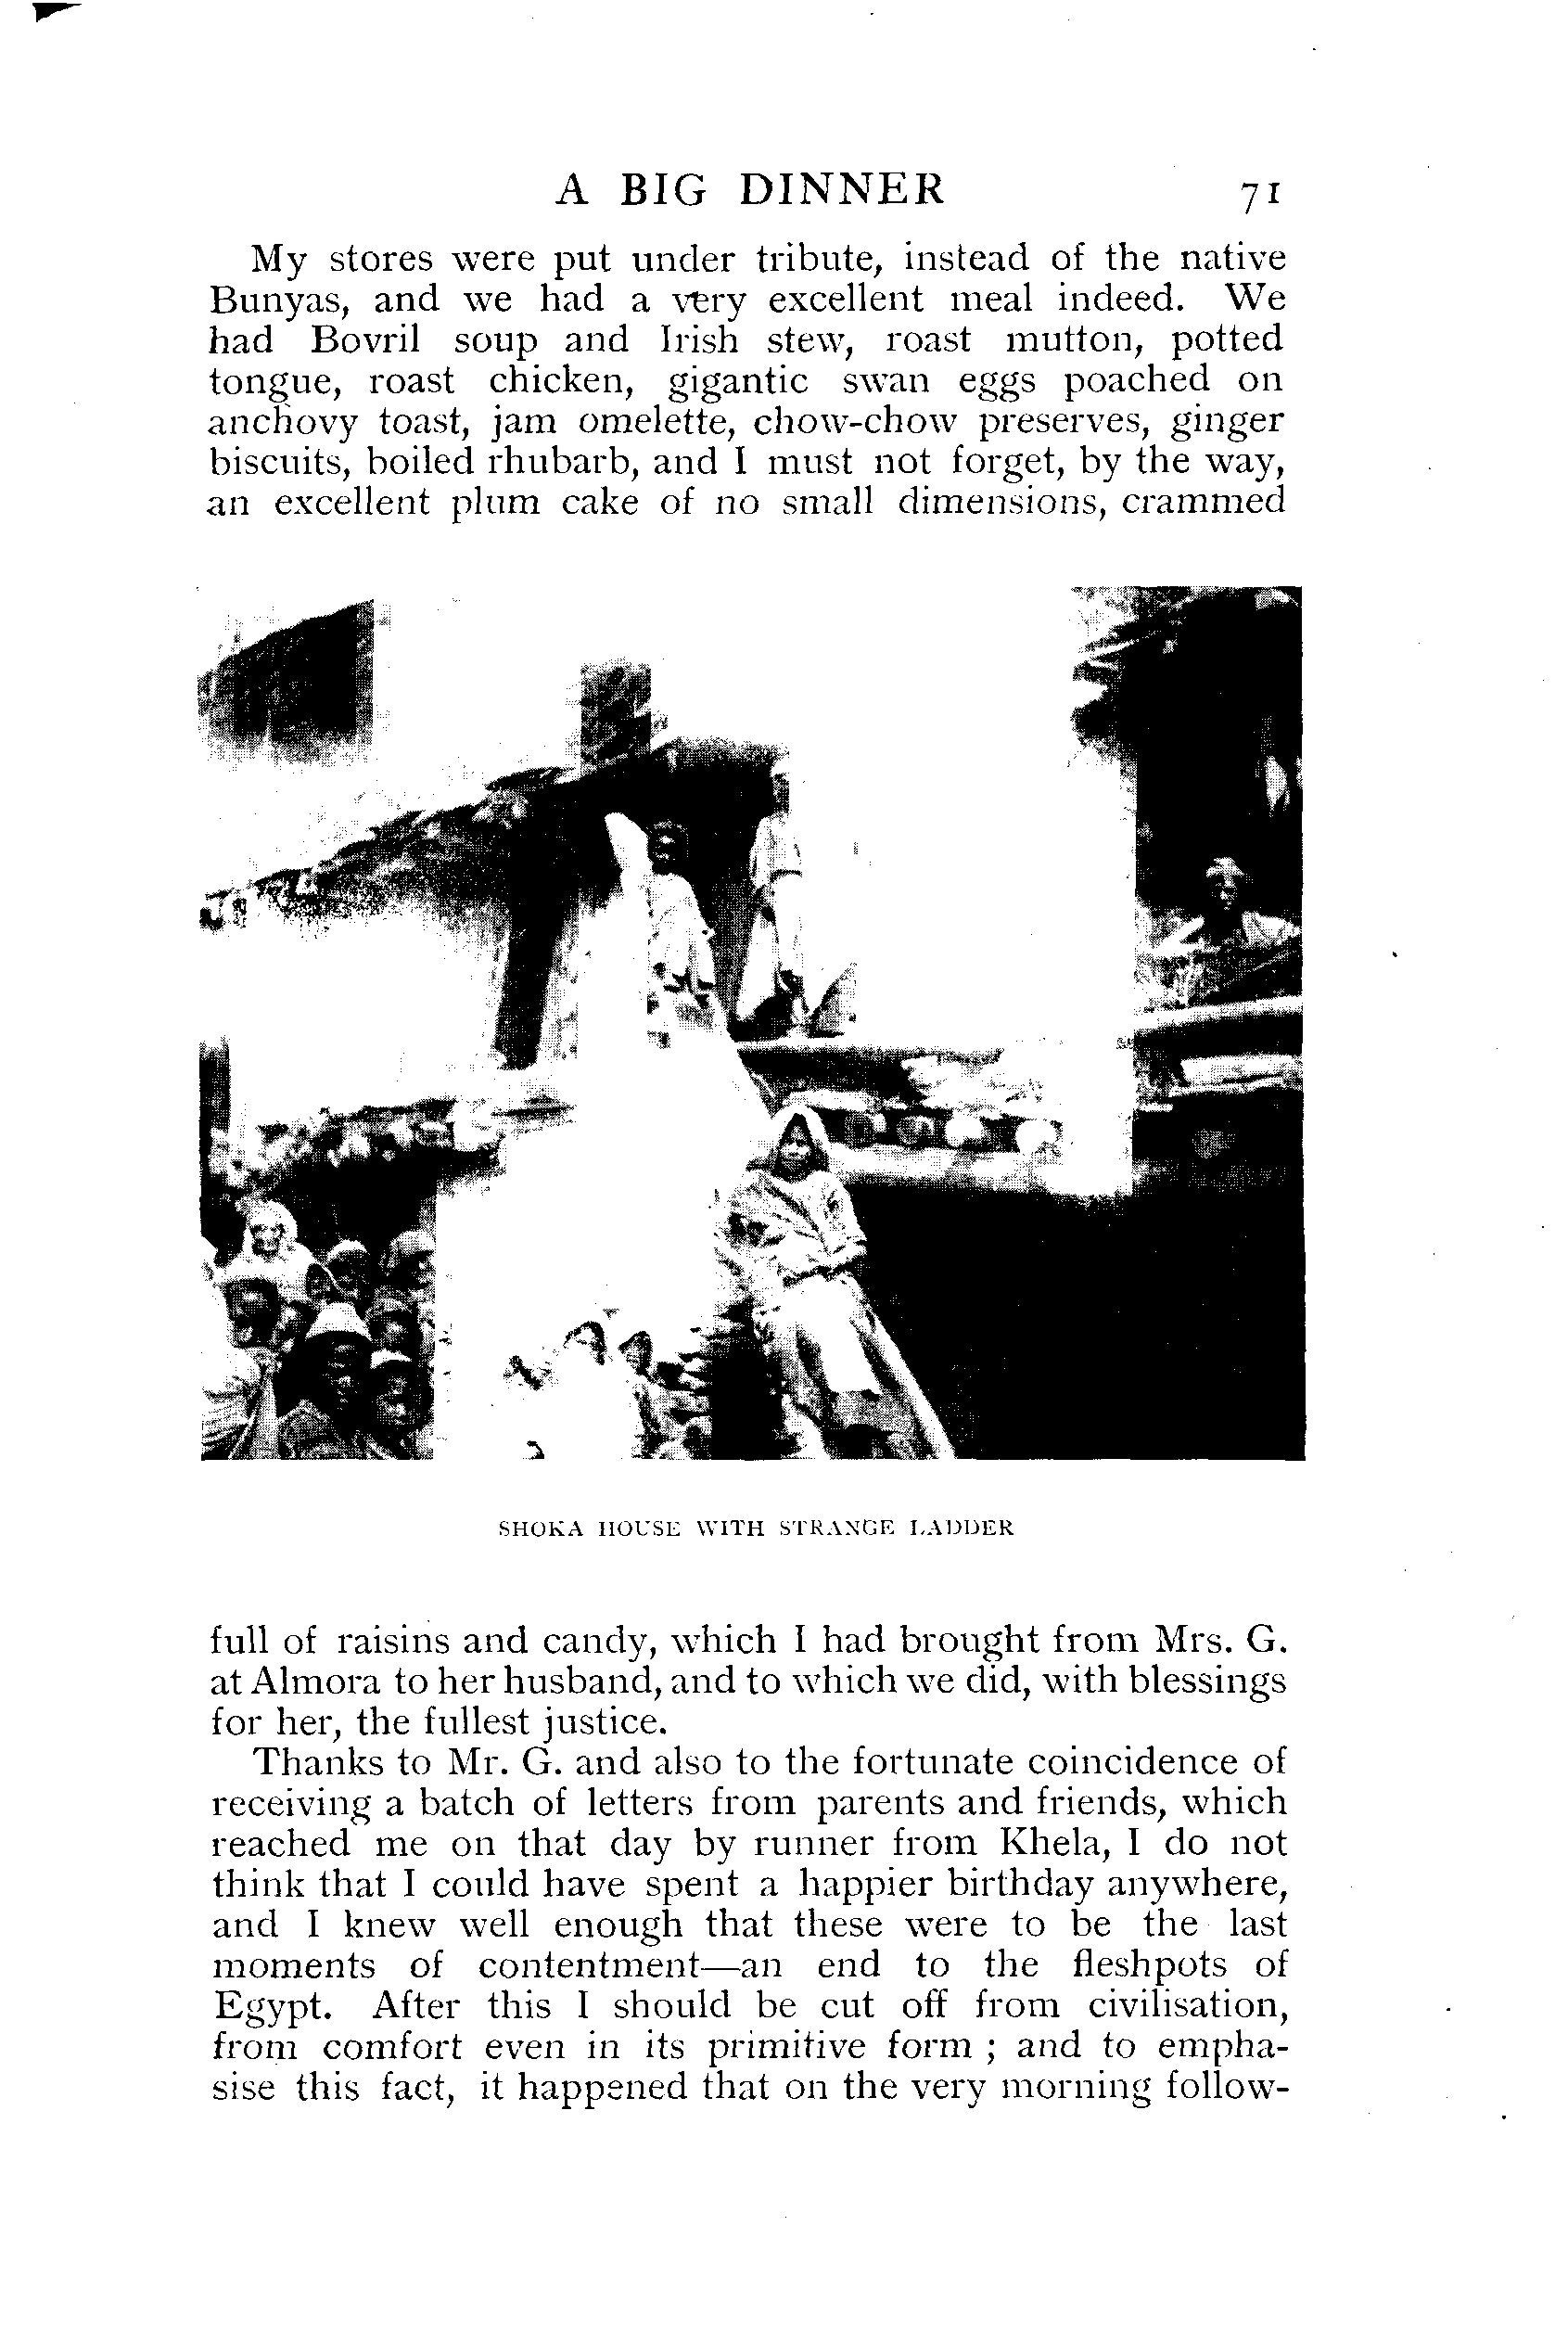 A BIG DINNER 71
My stores were put under tribute, instead of the native
Bunyas, and we had a very excellent meal indeed. We
had Bovril soup and Irish stew, roast mutton, potted
tongue, roast chicken, gigantic swan eggs poached on
anchovy toast, jam omelette, chow-chow preserves, ginger
biscuits, boiled rhubarb, and I must not forget, by the way,
an excellent plum cake of no small dimensions, crammed
SHOKA HOUSE WITH STRANGE LADDER
full of raisins and candy, which I had brought from Mrs. G.
at Almora to her husband, and to which we did, with blessings
for her, the fullest justice.
Thanks to Mr. G. and also to the fortunate coincidence of
receiving a batch of letters from parents and friends, which
reached me on that day by runner from Khela, I do not
think that I could have spent a happier birthday anywhere,
and I knew well enough that these were to be the last
moments of contentment—an end to the fleshpots of
Egypt. After this I should be cut off from civilisation,
from comfort even in its primitive form ; and to empha-
sise this fact, it happened that on the very morning follow-